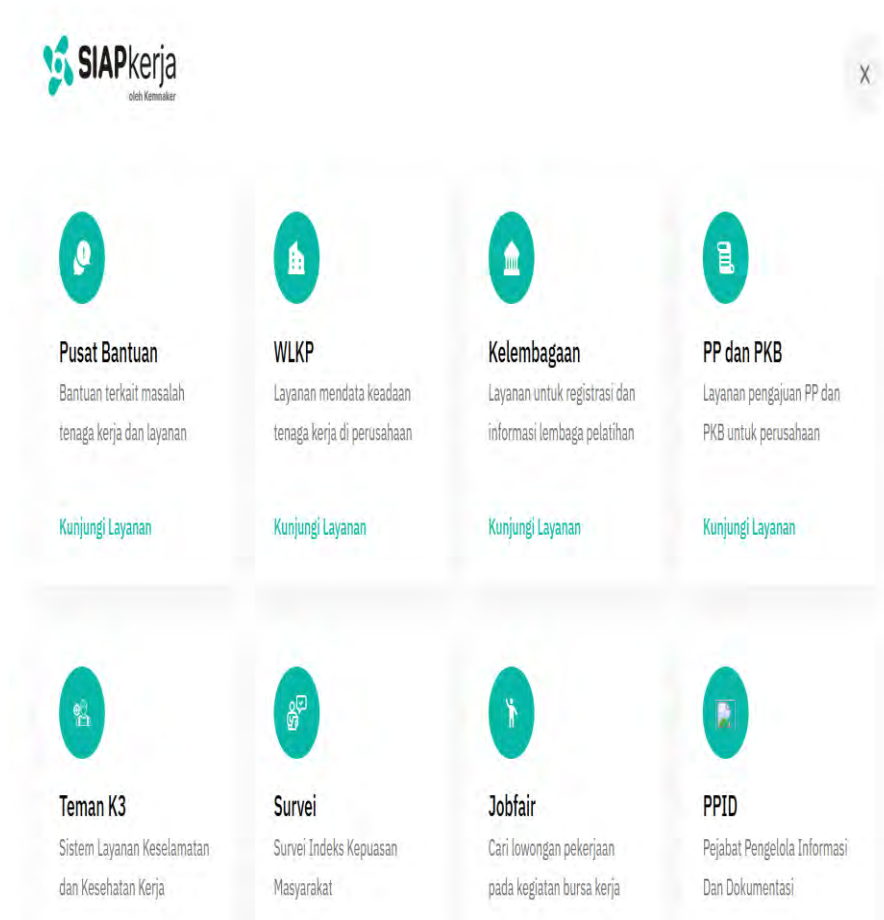 SIAPkerja
oleh Kemnaker
X
Pusat Bantuan
Bantuan terkait masalah
tenaga kerja dan layanan
Kunjungi Layanan
WLKP
Layanan mendata keadaan
tenaga kerja di perusahaan
Kunjungi Layanan
Kelembagaan
Layanan untuk registrasi dan
informasi lembaga pelatihan
Kunjungi Layanan
PP dan PKB
Layanan pengajuan PP dan
PKB untuk perusahaan
Kunjungi Layanan
Teman K3
Sistem Layanan Keselamatan
dan Kesehatan Kerja
Survei
Survei Indeks Kepuasan
Masyarakat
Jobfair
Cari lowongan pekerjaan
pada kegiatan bursa kerja
PPID
Pejabat Pengelola Informasi
Dan Dokumentasi